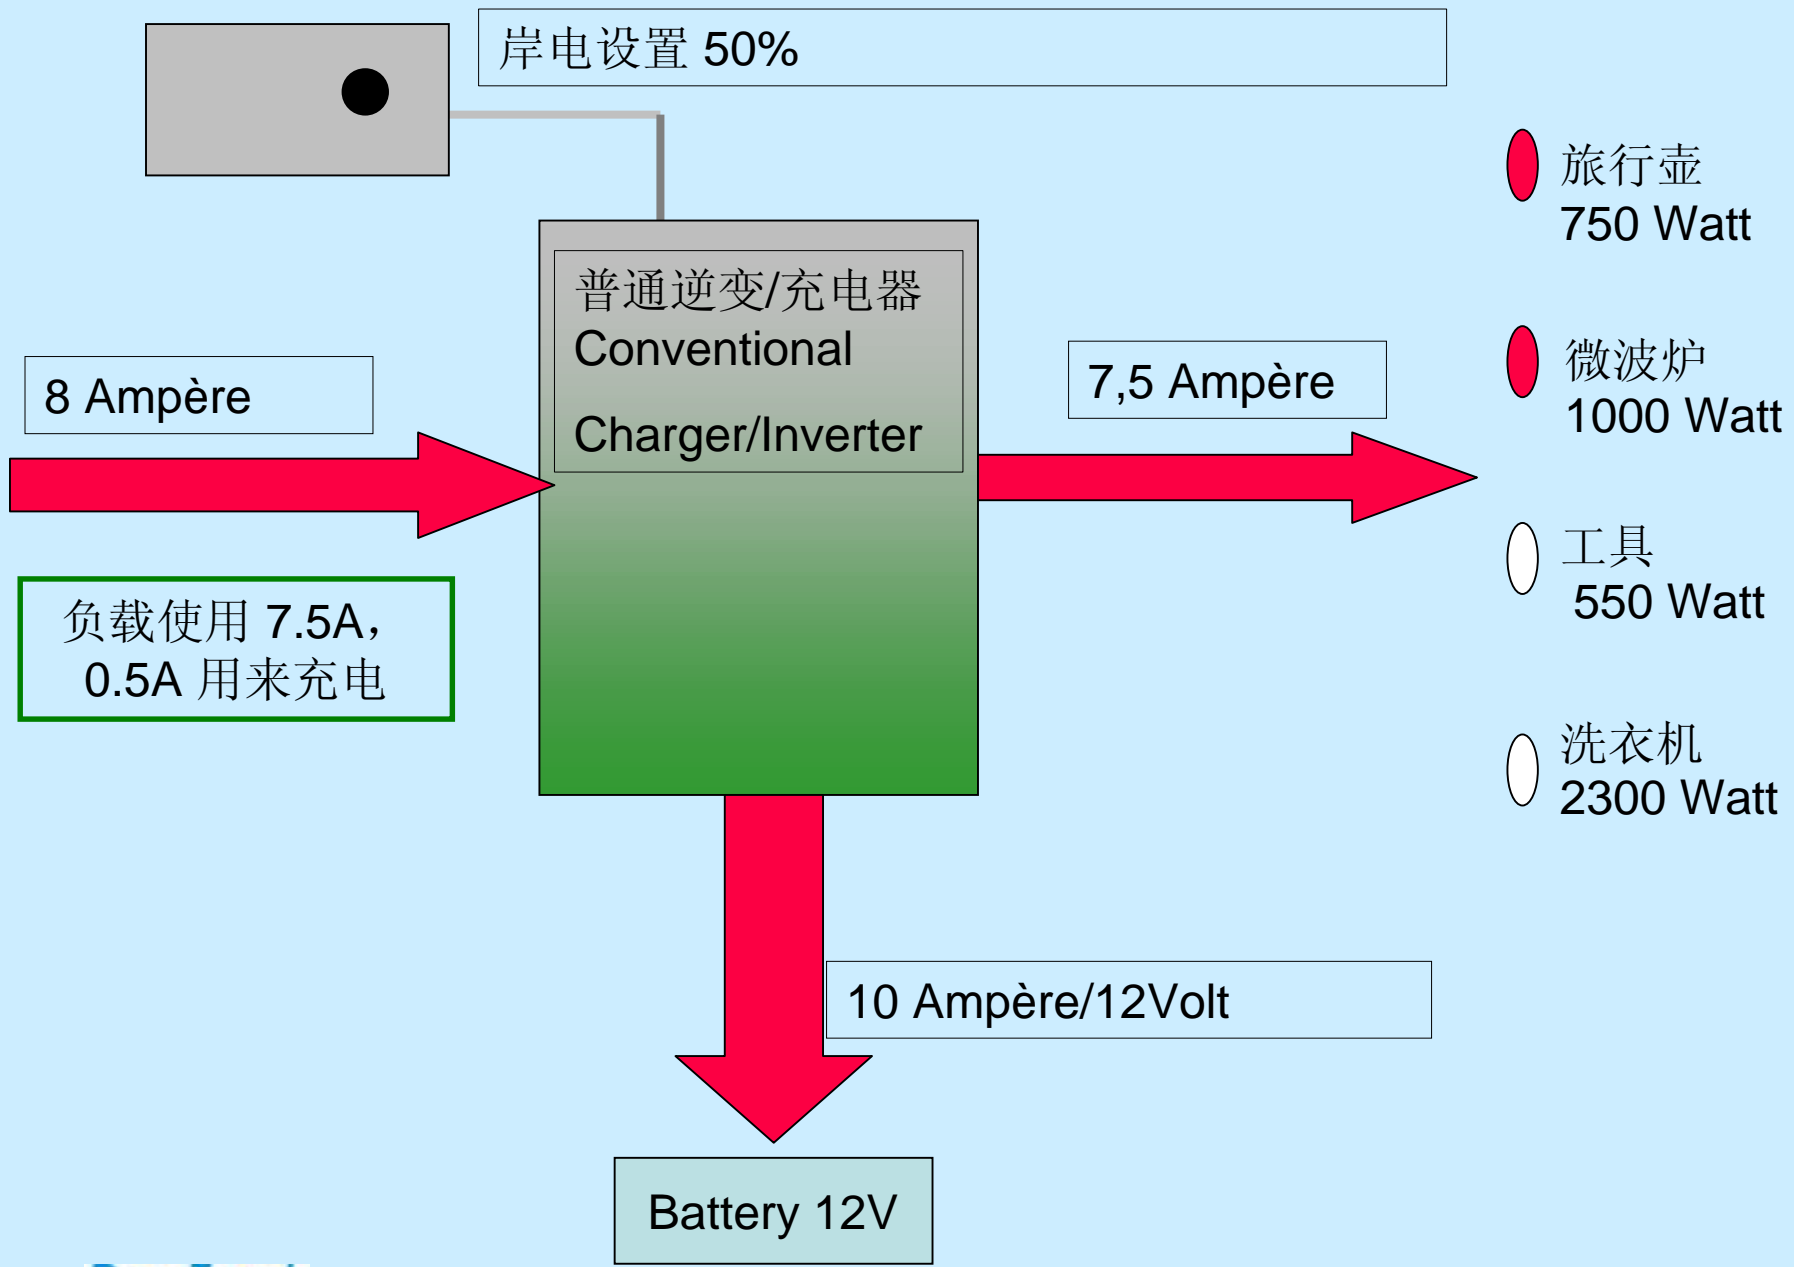 岸电设置 50%
旅行壶
750 Watt
普通逆变/充电器
Conventional
Charger/Inverter
微波炉
1000 Watt
8 Ampère
7,5 Ampère
工具
550 Watt
负载使用 7.5A，
0.5A 用来充电
洗衣机
2300 Watt
10 Ampère/12Volt
Battery 12V